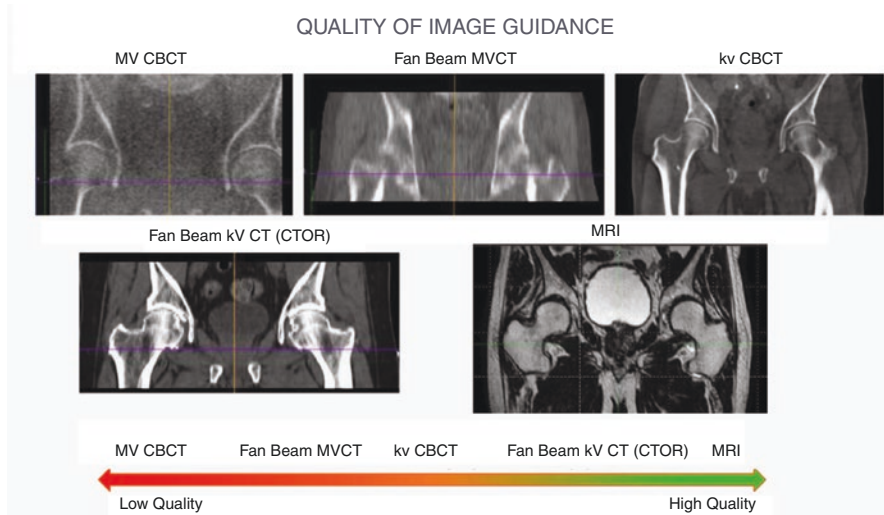 QUALITY OF IMAGE GUIDANCE
MV CBCT
Fan Beam MVCT
kv CBCT
Fan Beam kV CT (CTOR)
MRI
MV CBCT Fan Beam MVCT kv CBCT Fan Beam kV CT (CTOR) MRI
Low Quality High Quality